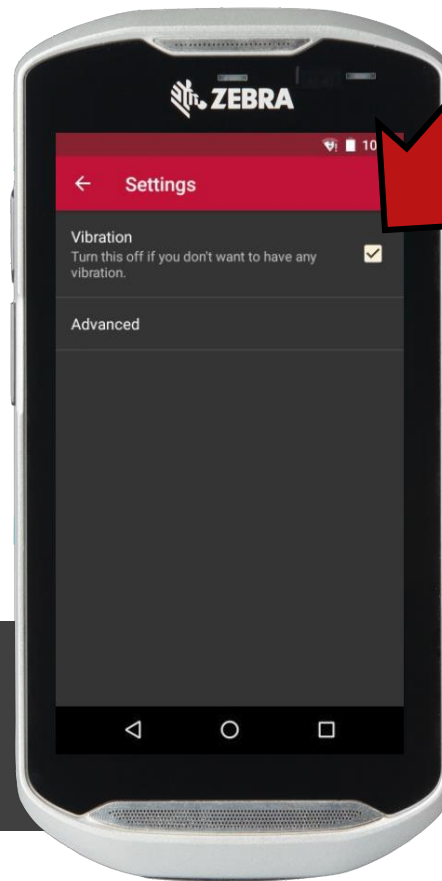 ZEBRA
10
Settings
Vibration
Turn this off if you don't want to have any
vibration.
Advanced